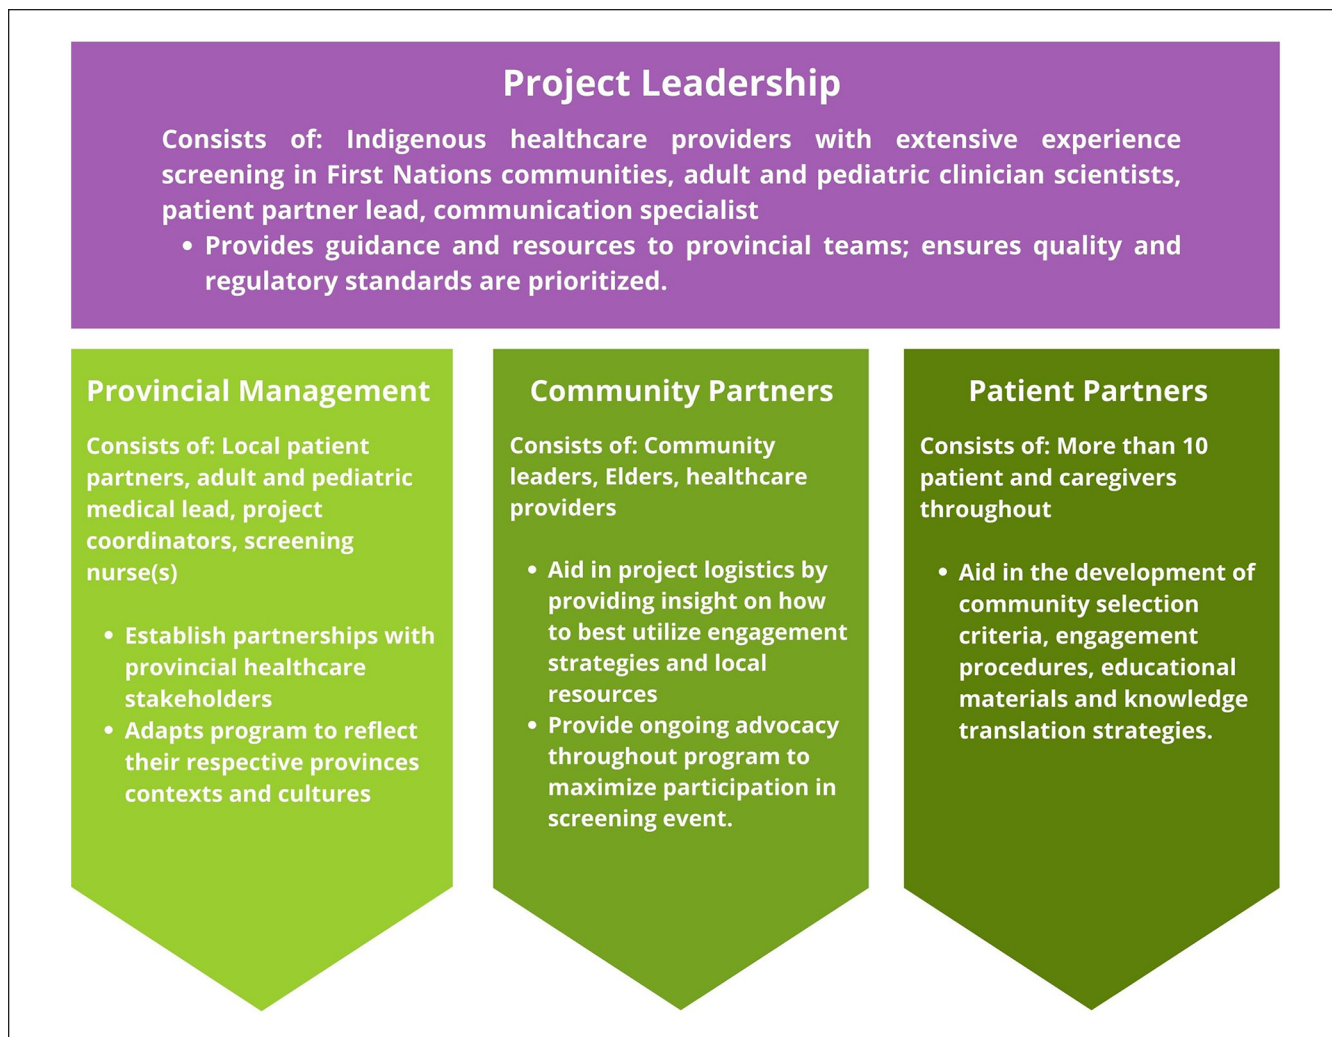 Project Leadership
Consists of: Indigenous healthcare providers with extensive experience
screening in First Nations communities, adult and pediatric clinician scientists,
patient partner lead, communication specialist
• Provides guidance and resources to provincial teams; ensures quality and
regulatory standards are prioritized.
Provincial Management
Consists of: Local patient
partners, adult and pediatric
medical lead, project
coordinators, screening
nurse(s)
• Establish partnerships with
provincial healthcare
stakeholders
• Adapts program to reflect
their respective provinces
contexts and cultures
Community Partners
Consists of: Community
leaders, Elders, healthcare
providers
• Aid in project logistics by
providing insight on how
to best utilize engagement
strategies and local
resources
• Provide ongoing advocacy
throughout program to
maximize participation in
screening event.
Patient Partners
Consists of: More than 10
patient and caregivers
throughout
• Aid in the development of
community selection
criteria, engagement
procedures, educational
materials and knowledge
translation strategies.